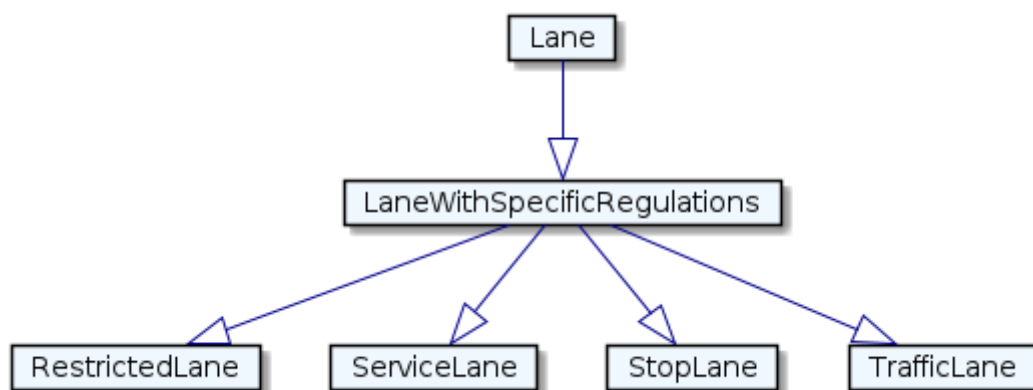 Lane
LaneWithSpecificRegulations
RestrictedLane
ServiceLane
StopLane
TrafficLane